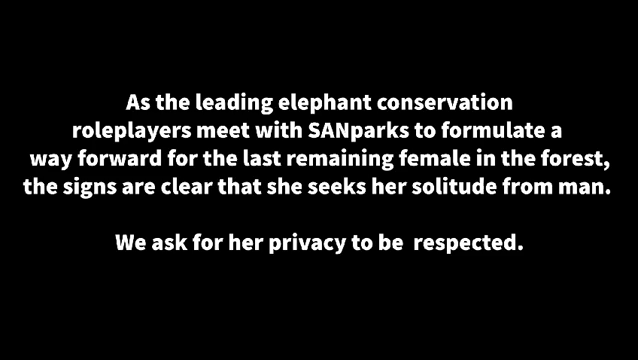 As the leading elephant conservation
roleplayers meet with SANparks to formulate a
way forward for the last remaining female in the forest,
the signs are clear that she seeks her solitude from man.
We ask for her privacy to be  respected.